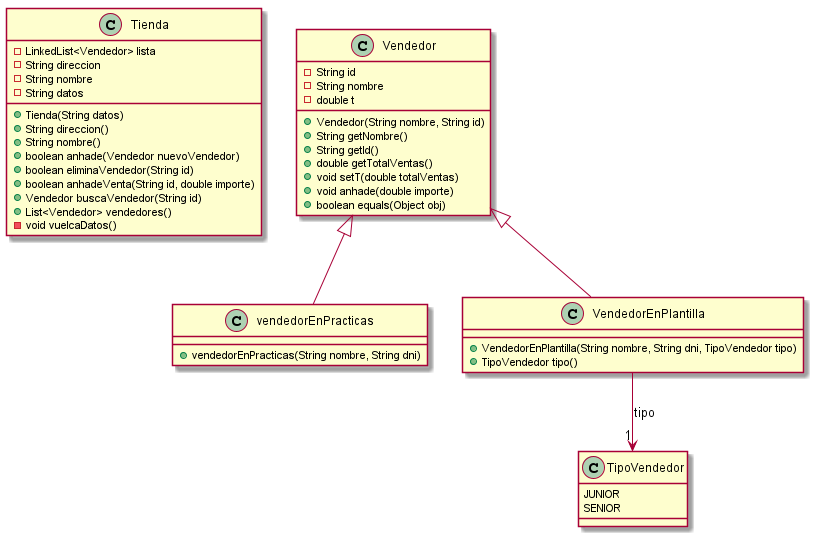 C Tienda
LinkedList<Vendedor> lista
String direccion
String nombre
String datos
Tienda(String datos)
String direccion()
String nombre()
boolean anhade(Vendedor nuevoVendedor)
boolean eliminaVendedor(String id)
boolean anhadeVenta(String id, double importe)
Vendedor buscaVendedor(String id)
List<Vendedor> vendedores()
void vuelcaDatos()
C Vendedor
String id
String nombre
double t
Vendedor(String nombre, String id)
String getNombre()
String getId()
double getTotalVentas()
void setT(double totalVentas)
void anhade(double importe)
boolean equals(Object obj)
C vendedorEnPracticas
vendedorEnPracticas(String nombre, String dni)
C VendedorEnPlantilla
VendedorEnPlantilla(String nombre, String dni, TipoVendedor tipo)
TipoVendedor tipo()
tipo
1
C TipoVendedor
JUNIOR
SENIOR